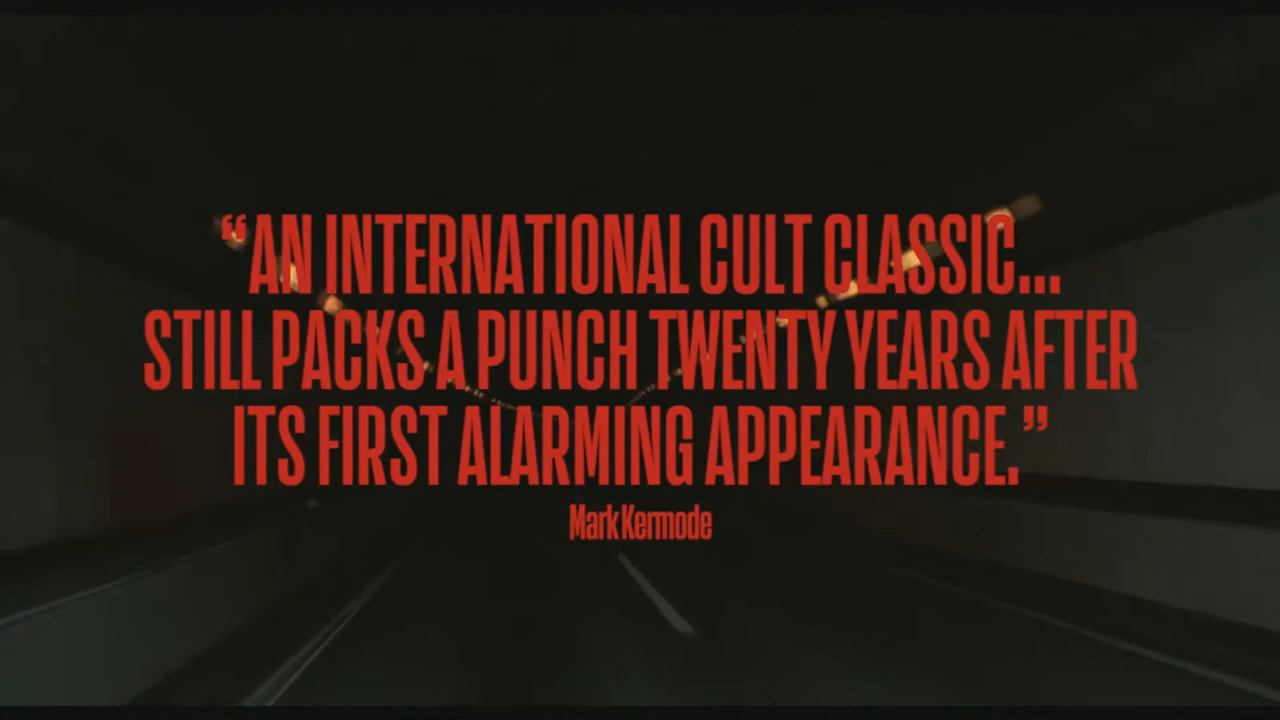 “AN INTERNATIONAL CULT CLASSIC...
STILL PACKS A PUNCH TWENTY YEARS AFTER
ITS FIRST ALARMING APPEARANCE.”
Mark Kermode